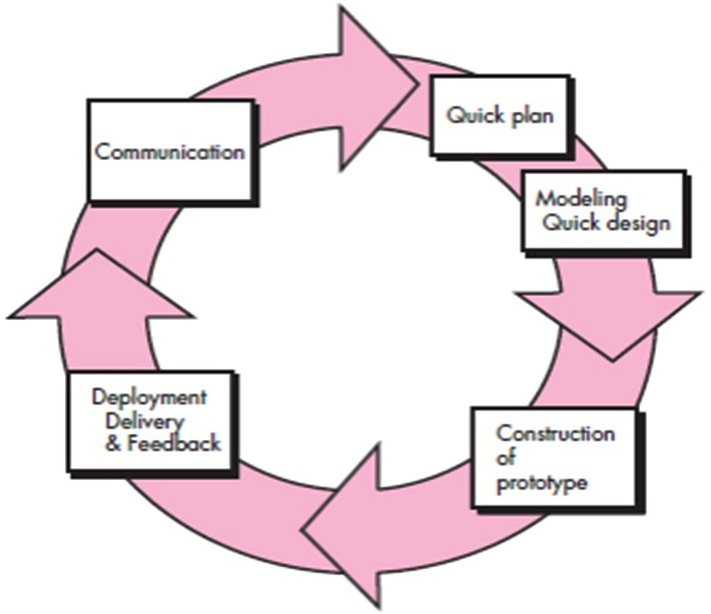 Communication
Quick plan
Modeling
Quick design
Construction
of
prototype
Deployment
Delivery
& Feedback